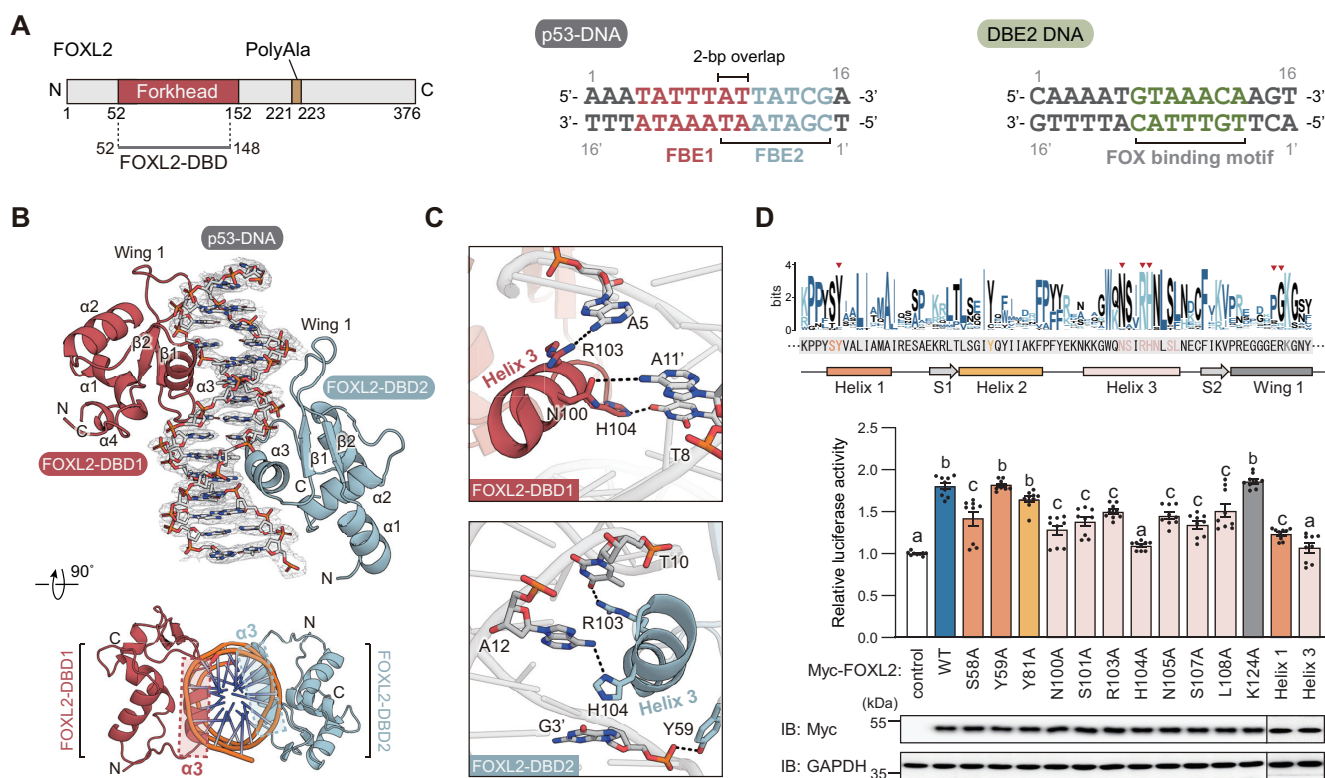 A
FOXL2
PolyAla
N
Forkhead
C
1
52
152
221
223
376
52
148
FOXL2-DBD
p53-DNA
2-bp overlap
1
16
5'- AAATATTTATTATCGA -3'
3'- TTTATAAATAATAGCT -5'
16'
FBE1
FBE2
1'
DBE2 DNA
1
16
5'- CAAAATGTAAACAAGT -3'
3'- GTTTTACATTTGTTCA -5'
16'
FOX binding motif
1'
B
p53-DNA
Wing 1
α2
β2
β1
α1
α3
N
C
α4
FOXL2-DBD1
Wing 1
FOXL2-DBD2
α3
β2
β1
C
α2
α1
N
90°
FOXL2-DBD1
C
N
α3
α3
N
C
FOXL2-DBD2
C
A5
R103
Helix 3
A11'
N100
H104
T8
FOXL2-DBD1
T10
R103
A12
Helix 3
H104
G3'
Y59
FOXL2-DBD2
D
4
2
0
bits
··· KPPYSYVALIAMAIRESAEKRLTLSGIYQYIIAKFPFYEKNKKGWQNSIRHNLSLNECFIKVPREGGGERKGNY ···
Helix 1
S1
Helix 2
Helix 3
S2
Wing 1
Relative luciferase activity
2.5
2.0
1.5
1.0
0.5
0.0
a
b
c
b
b
c
c
c
a
c
c
c
b
c
a
Myc-FOXL2:
control
WT
S58A
Y59A
Y81A
N100A
S101A
R103A
H104A
N105A
S107A
L108A
K124A
Helix 1
Helix 3
(kDa)
55
IB: Myc
35
IB: GAPDH